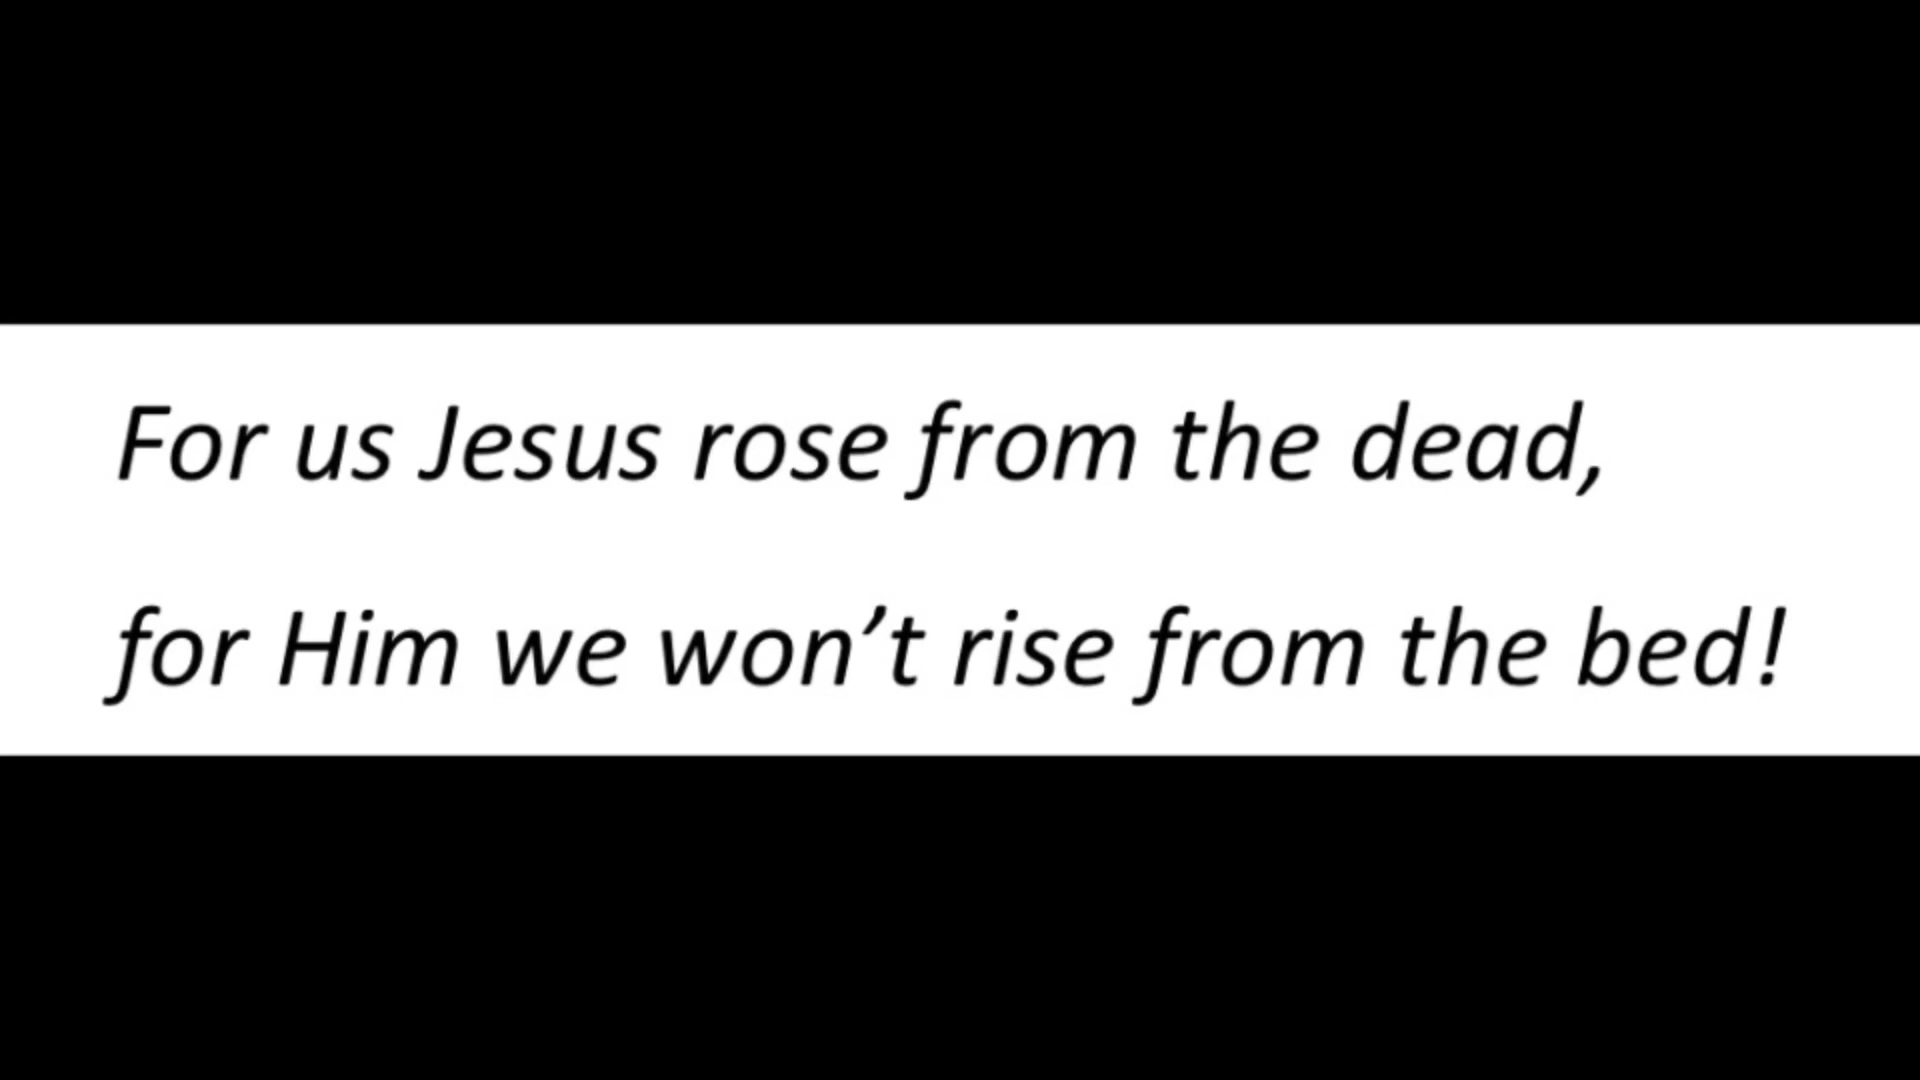 For us Jesus rose from the dead,
for Him we won’t rise from the bed!